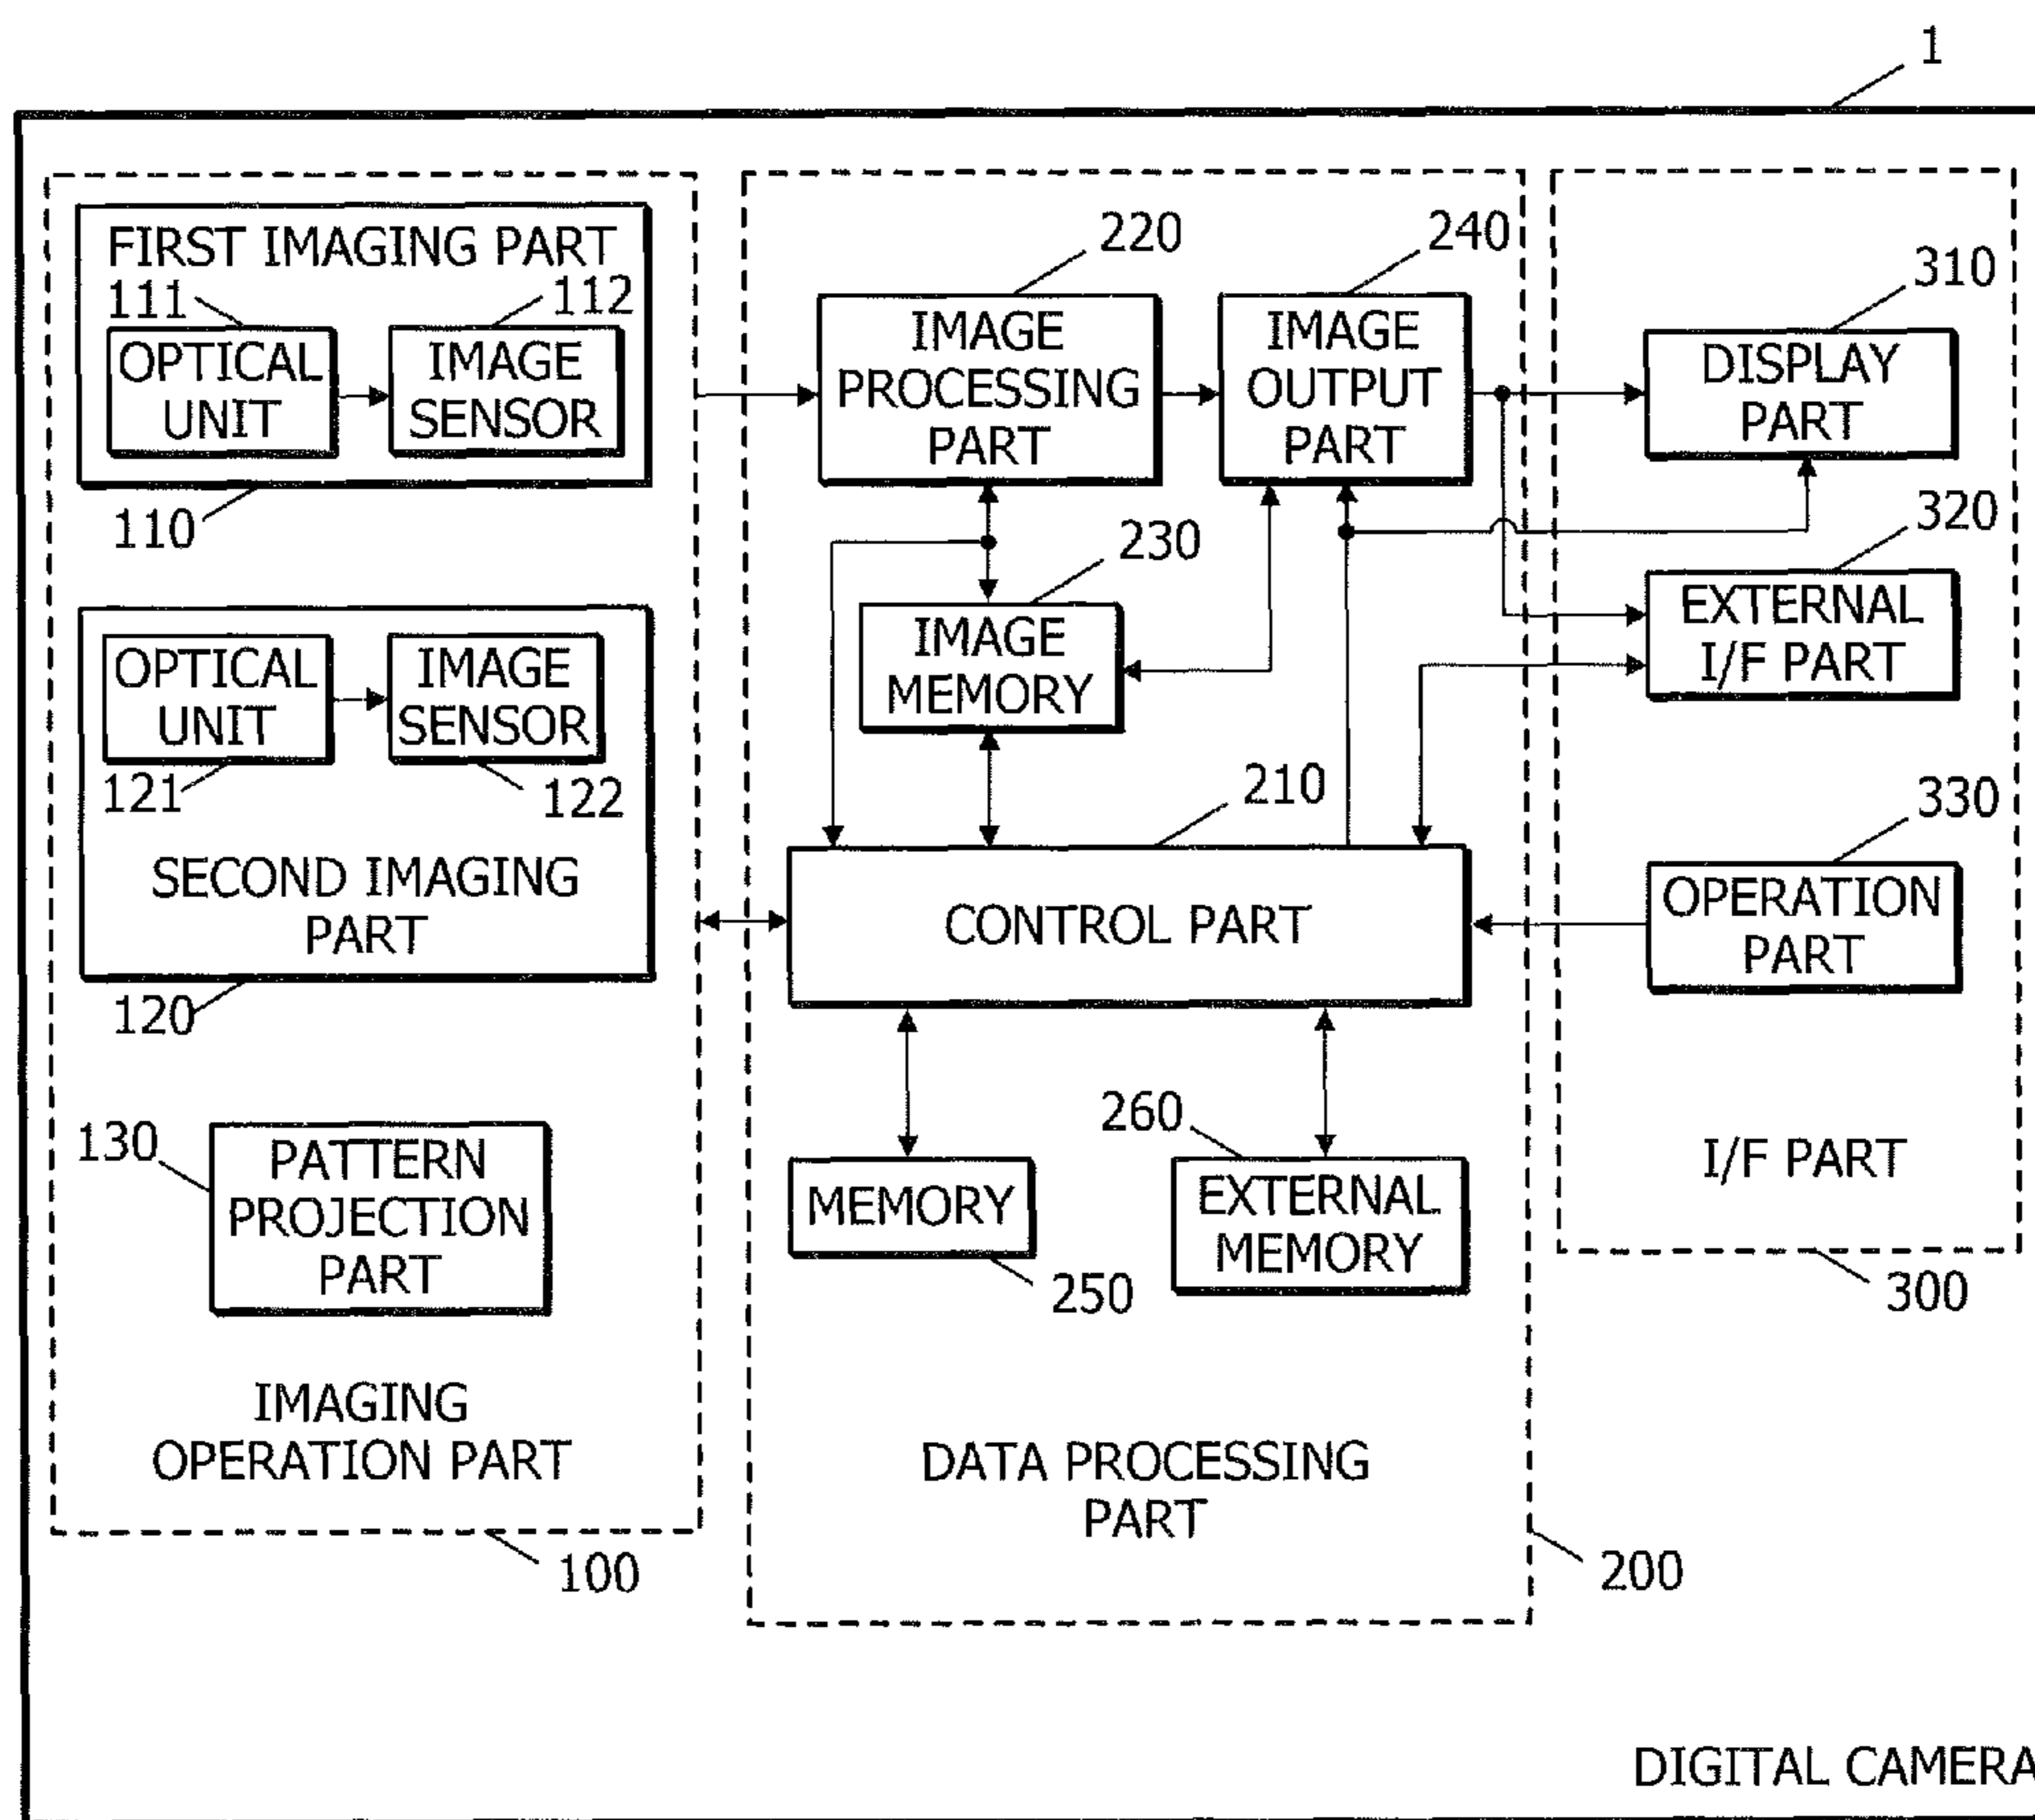 1
FIRST IMAGING PART
111
112
OPTICAL
UNIT
IMAGE
SENSOR
110
OPTICAL
UNIT
IMAGE
SENSOR
121
122
SECOND IMAGING
PART
120
130
PATTERN
PROJECTION
PART
IMAGING
OPERATION PART
100
220
IMAGE
PROCESSING
PART
240
IMAGE
OUTPUT
PART
230
IMAGE
MEMORY
210
CONTROL PART
MEMORY
250
260
EXTERNAL
MEMORY
DATA PROCESSING
PART
200
310
DISPLAY
PART
320
EXTERNAL
I/F PART
330
OPERATION
PART
I/F PART
300
DIGITAL CAMERA